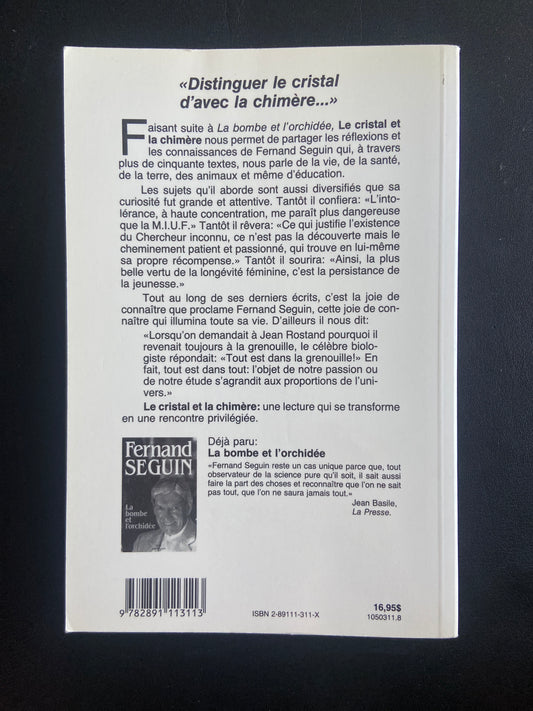 «Distinguer le cristal
d'avec la chimère...»
Faisant suite à La bombe et l'orchidée, Le cristal et
la chimère nous permet de partager les réflexions et
les connaissances de Fernand Seguin qui, à travers
plus de cinquante textes, nous parle de la vie, de la santé,
de la terre, des animaux et même d'éducation.
Les sujets qu'il aborde sont aussi diversifiés que sa
curiosité fut grande et attentive. Tantôt il confiera: «L'into-
lérance, à haute concentration, me paraît plus dangereuse
que la M.I.U.F.» Tantôt il rêvera: «Ce qui justifie l'existence
du Chercheur inconnu, ce n'est pas la découverte mais le
cheminement patient et passionné, qui trouve en lui-même
sa propre récompense.» Tantôt il sourira: «Ainsi, la plus
belle vertu de la longévité féminine, c'est la persistance de
la jeunesse.»
Tout au long de ses derniers écrits, c'est la joie de
connaître que proclame Fernand Seguin, cette joie de con-
naître qui illumina toute sa vie. D'ailleurs il nous dit:
«Lorsqu'on demandait à Jean Rostand pourquoi il
revenait toujours à la grenouille, le célèbre biolo-
giste répondait: «Tout est dans la grenouille!» En
fait, tout est dans tout: l'objet de notre passion ou
de notre étude s'agrandit aux proportions de l'uni-
vers.»
Le cristal et la chimère: une lecture qui se transforme
en une rencontre privilégiée.
Fernand
SEGUIN
La
bombe
et
l'orchidée
Déjà paru:
La bombe et l'orchidée
«Fernand Seguin reste un cas unique parce que, tout
observateur de la science pure qu'il soit, il sait aussi
faire la part des choses et reconnaître que l'on ne sait
pas tout, que l'on ne saura jamais tout.»
Jean Basile,
La Presse.
9 782891 113113
ISBN 2-89111-311-X
16,95$
1050311.8